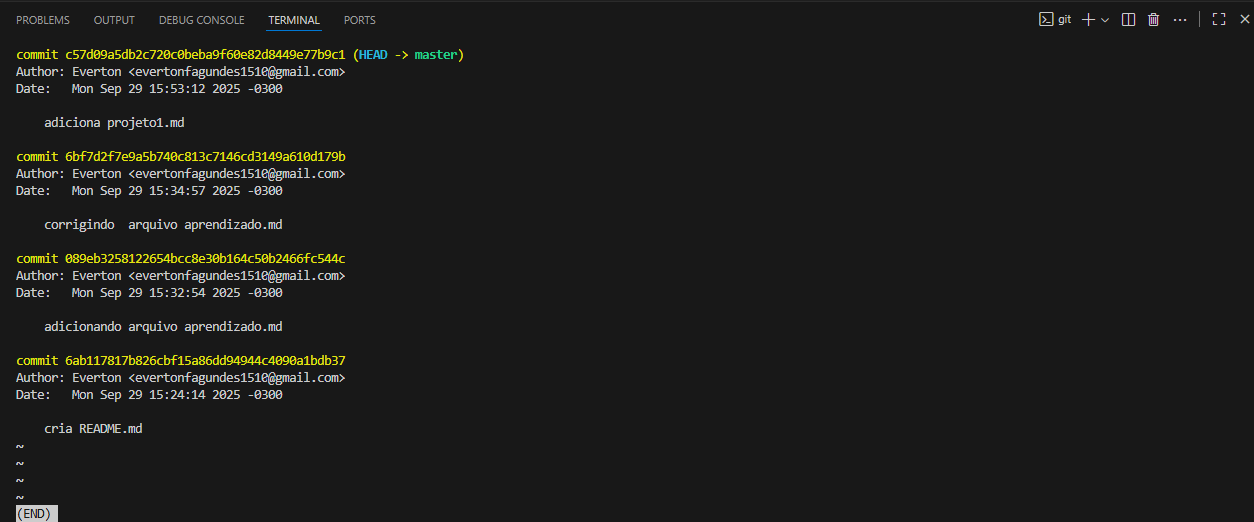 PROBLEMS OUTPUT DEBUG CONSOLE TERMINAL PORTS git
commit c57d09a5db2c720c0beba9f60e82d8449e77b9c1 (HEAD -> master)
Author: Everton <evertonfagundes1510@gmail.com>
Date:   Mon Sep 29 15:53:12 2025 -0300
    adiciona projeto1.md
commit 6bf7d2f7e9a5b740c813c7146cd3149a610d179b
Author: Everton <evertonfagundes1510@gmail.com>
Date:   Mon Sep 29 15:34:57 2025 -0300
    corrigindo  arquivo aprendizado.md
commit 089eb3258122654bcc8e30b164c50b2466fc544c
Author: Everton <evertonfagundes1510@gmail.com>
Date:   Mon Sep 29 15:32:54 2025 -0300
    adicionando arquivo aprendizado.md
commit 6ab117817b826cbf15a86dd94944c4090a1bdb37
Author: Everton <evertonfagundes1510@gmail.com>
Date:   Mon Sep 29 15:24:14 2025 -0300
    cria README.md
~
~
~
~
(END)